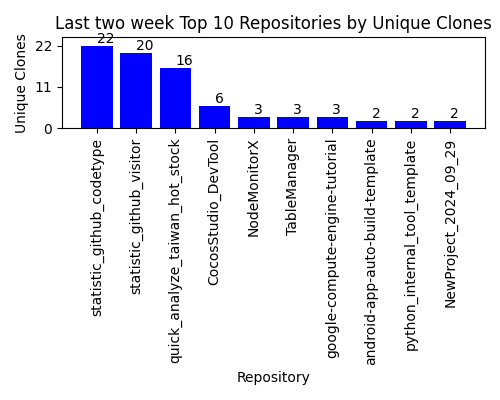 Last two week Top 10 Repositories by Unique Clones
Unique Clones
22
11
0
22
20
16
6
3
3
3
2
2
2
statistic_github_codetype
statistic_github_visitor
quick_analyze_taiwan_hot_stock
CocosStudio_DevTool
NodeMonitorX
TableManager
google-compute-engine-tutorial
android-app-auto-build-template
python_internal_tool_template
NewProject_2024_09_29
Repository